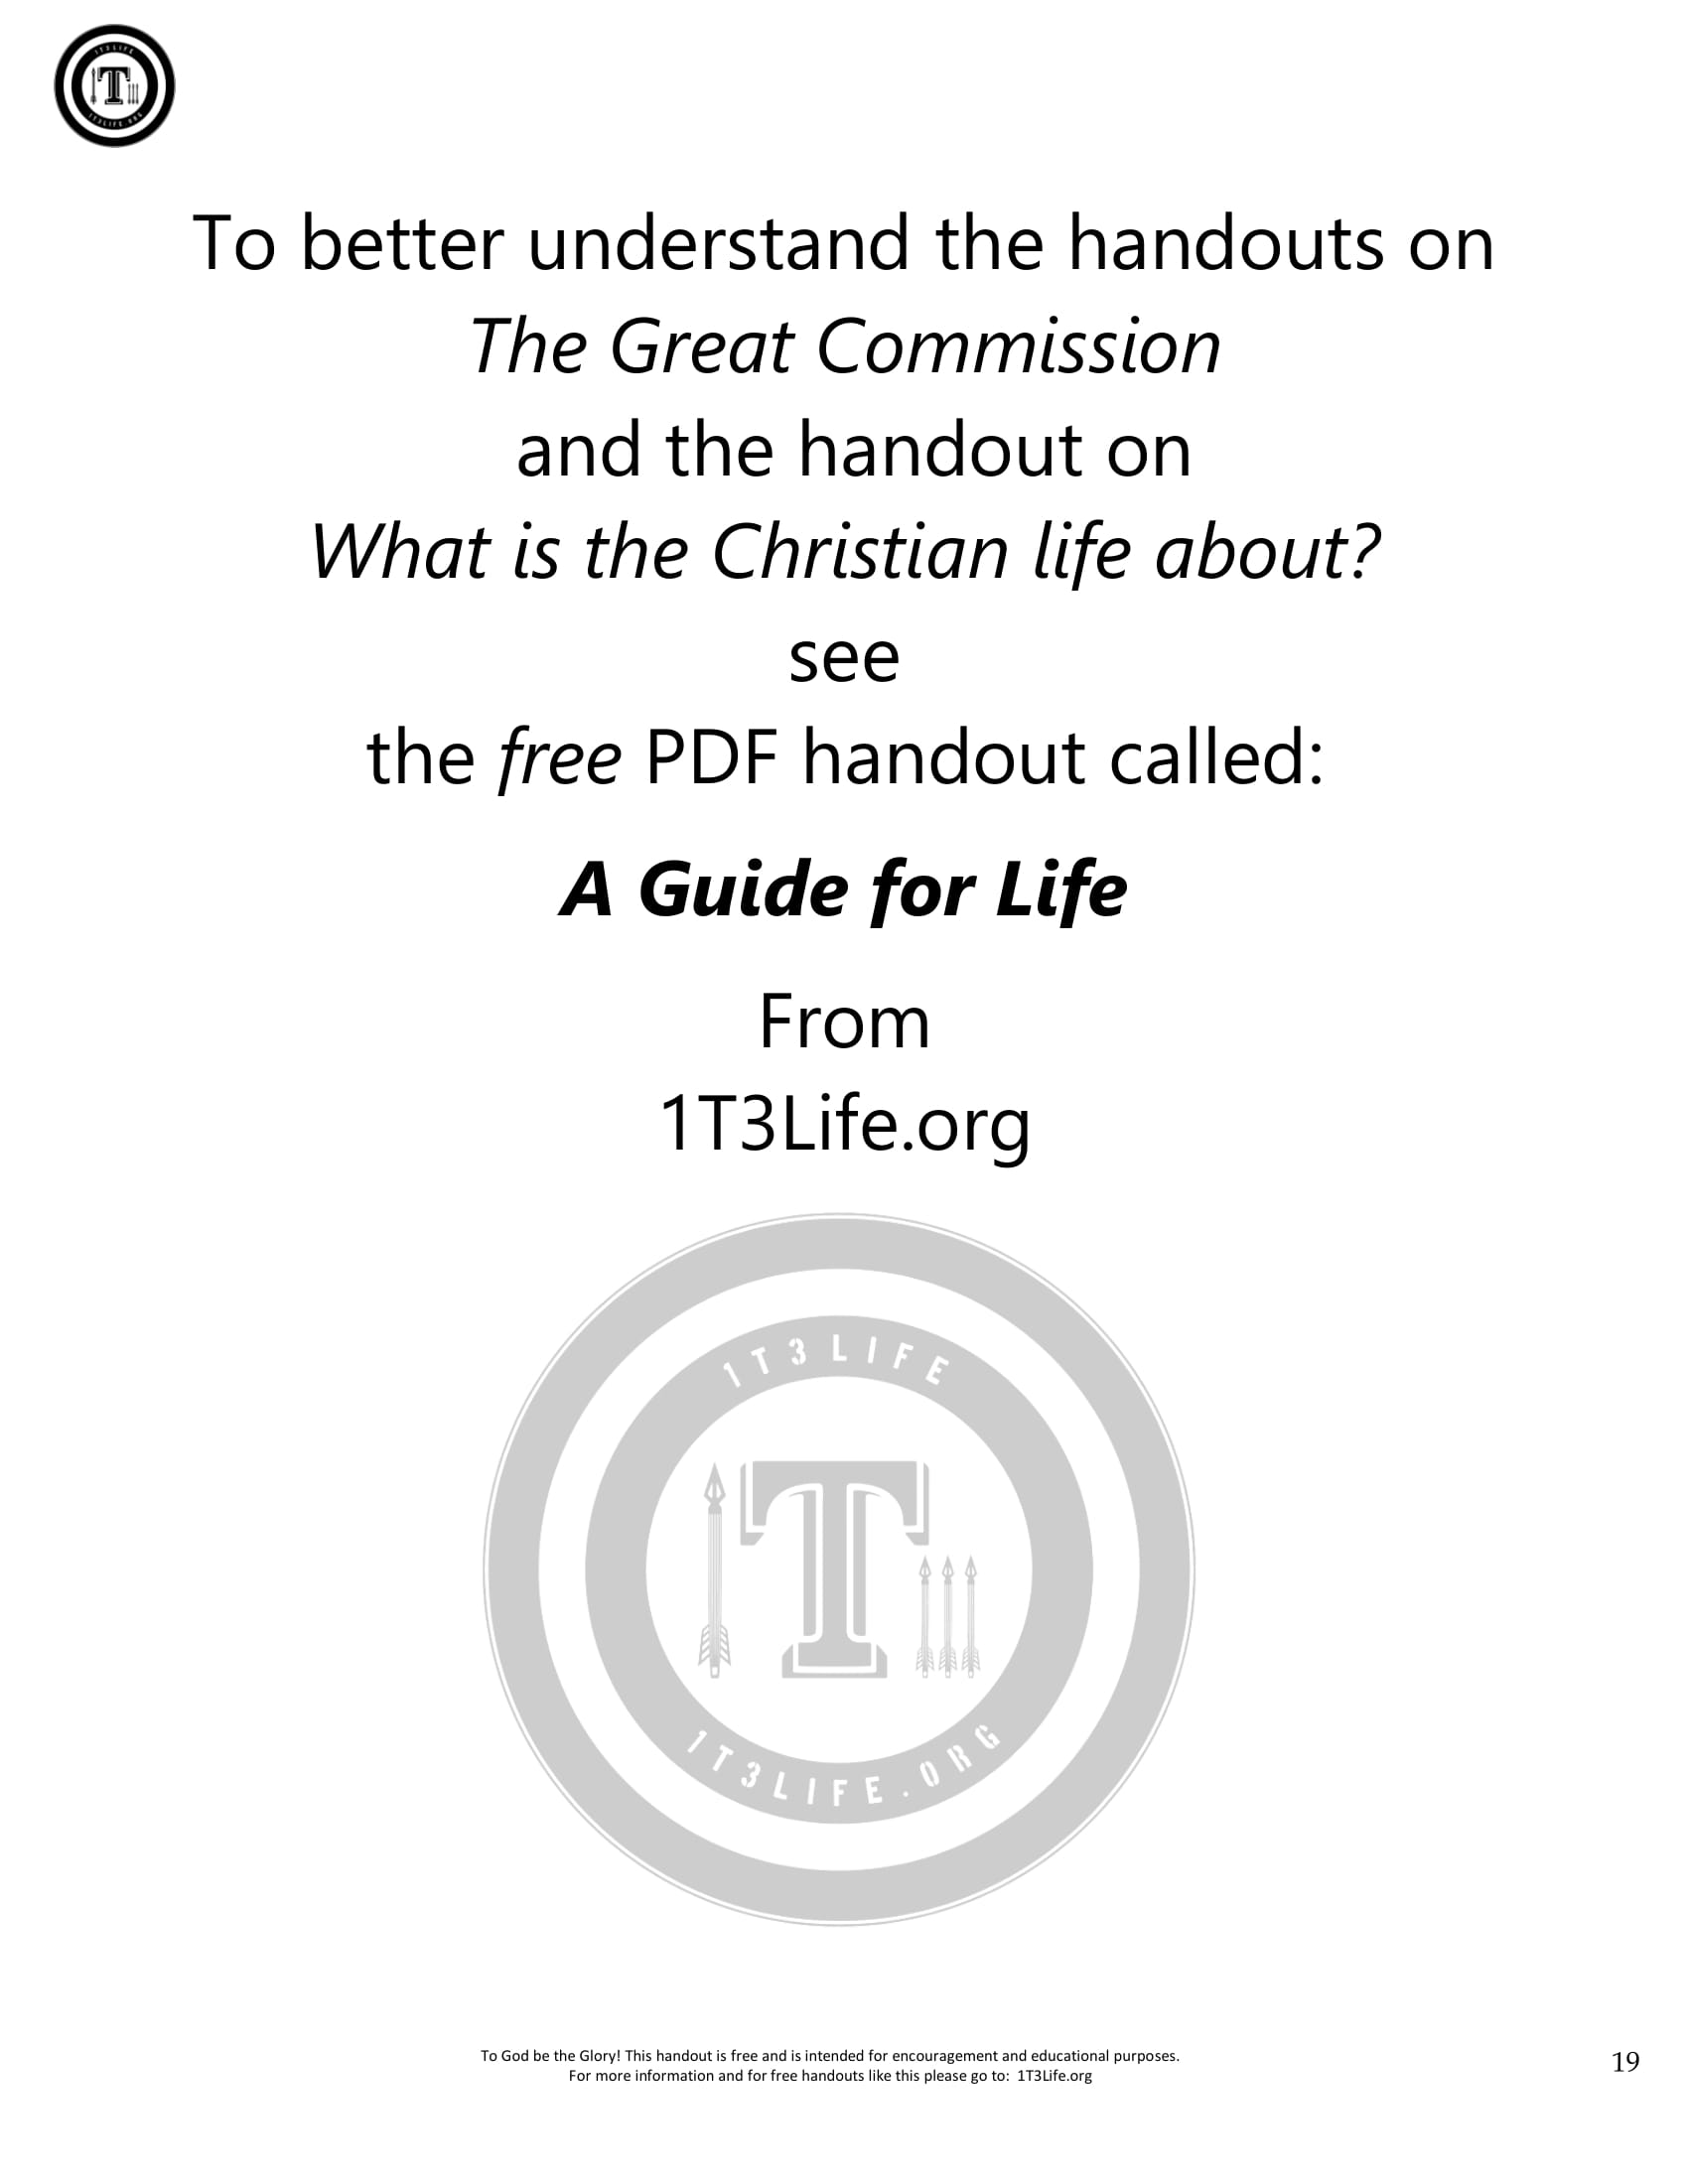 1T3LIFE
T
1T3LIFE.ORG
To better understand the handouts on
The Great Commission
and the handout on
What is the Christian life about?
see
the free PDF handout called:
A Guide for Life
From
1T3Life.org
1T3LIFE
T
1T3LIFE.ORG
To God be the Glory! This handout is free and is intended for encouragement and educational purposes.
For more information and for free handouts like this please go to:  1T3Life.org
19